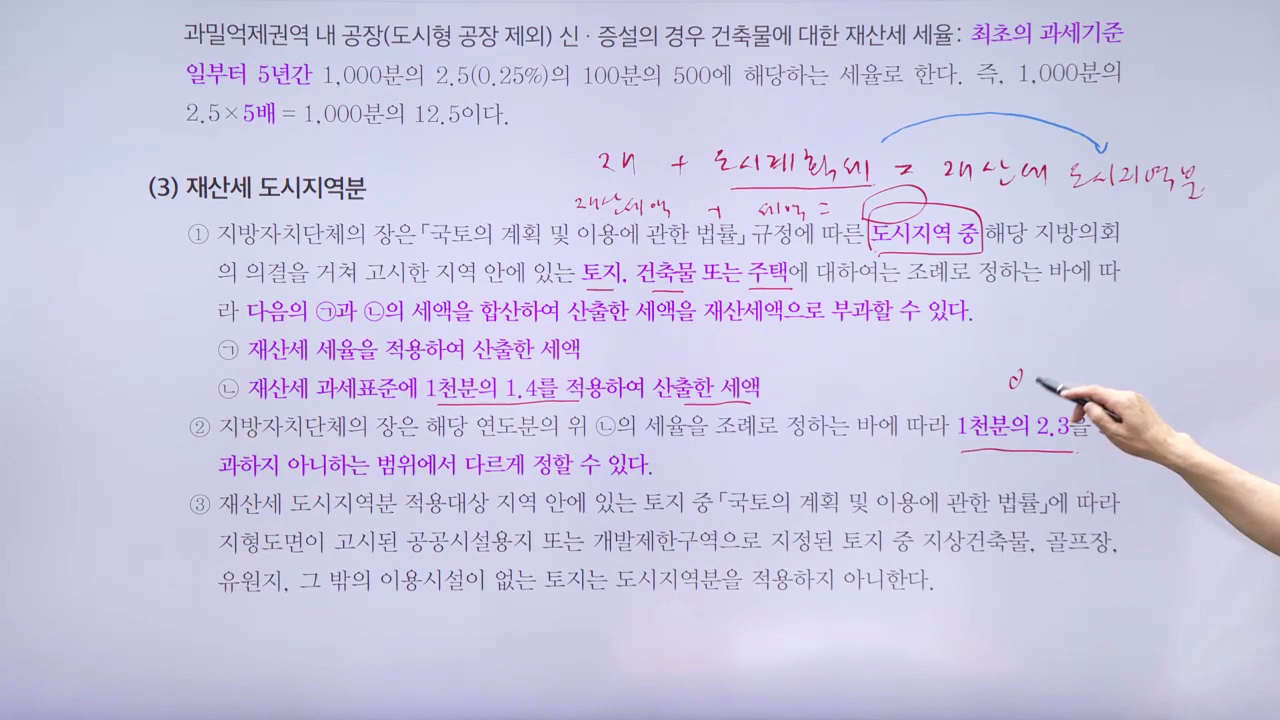 과밀억제권역 내 공장(도시형 공장 제외) 신·증설의 경우 건축물에 대한 재산세 세율: 최초의 과세기준
일부터 5년간 1,000분의 2.5(0.25%)의 100분의 500에 해당하는 세율로 한다. 즉, 1,000분의
2.5×5배 = 1,000분의 12.5이다.
재 + 도시계획세 = 재산세 도시지역분
(3) 재산세 도시지역분
재산세액 + 세액 =
① 지방자치단체의 장은 「국토의 계획 및 이용에 관한 법률」 규정에 따른 도시지역 중 해당 지방의회
의 의결을 거쳐 고시한 지역 안에 있는 토지, 건축물 또는 주택에 대하여는 조례로 정하는 바에 따
라 다음의 ㉠과 ㉡의 세액을 합산하여 산출한 세액을 재산세액으로 부과할 수 있다.
㉠ 재산세 세율을 적용하여 산출한 세액
㉡ 재산세 과세표준에 1천분의 1.4를 적용하여 산출한 세액
② 지방자치단체의 장은 해당 연도분의 위 ㉡의 세율을 조례로 정하는 바에 따라 1천분의 2.3을
과하지 아니하는 범위에서 다르게 정할 수 있다.
③ 재산세 도시지역분 적용대상 지역 안에 있는 토지 중 「국토의 계획 및 이용에 관한 법률」에 따라
지형도면이 고시된 공공시설용지 또는 개발제한구역으로 지정된 토지 중 지상건축물, 골프장,
유원지, 그 밖의 이용시설이 없는 토지는 도시지역분을 적용하지 아니한다.